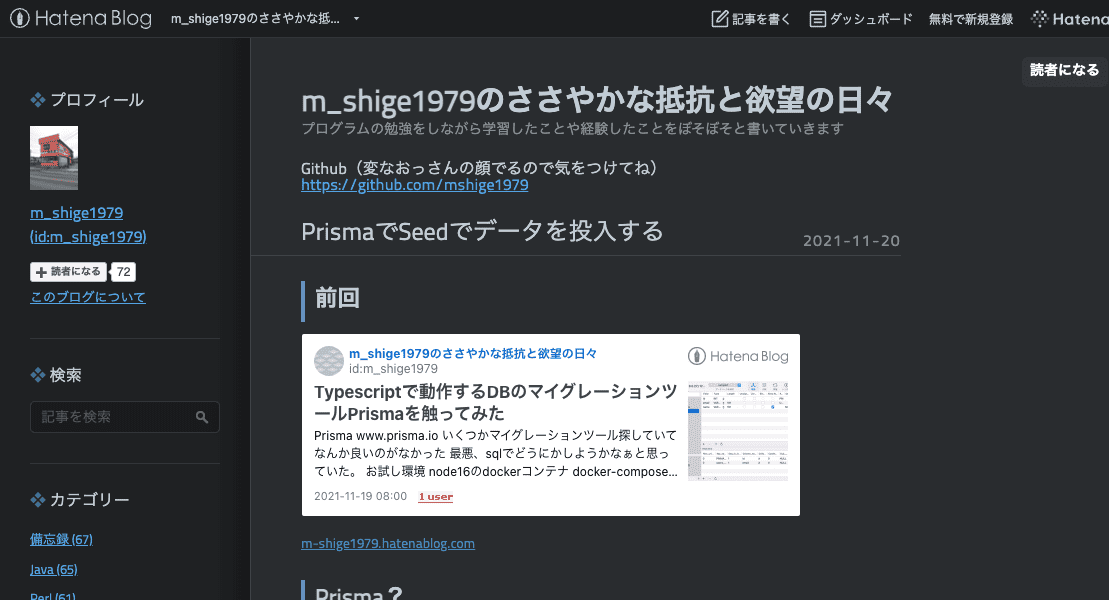 Hatena Blog m_shige1979のささやかな抵... 記事を書く ダッシュボード 無料で新規登録 Hatena
読者になる
プロフィール
m_shige1979
(id:m_shige1979)
読者になる 72
このブログについて
検索
記事を検索
カテゴリー
備忘録 (67)
Java (65)
Perl (61)
m_shige1979のささやかな抵抗と欲望の日々
プログラムの勉強をしながら学習したことや経験したことをぼそぼそと書いていきます
Github（変なおっさんの顔でるので気をつけてね）
https://github.com/mshige1979
PrismaでSeedでデータを投入する
2021-11-20
前回
m_shige1979のささやかな抵抗と欲望の日々
id:m_shige1979
Hatena Blog
Typescriptで動作するDBのマイグレーションツ
ールPrismaを触ってみた
Prisma www.prisma.io いくつかマイグレーションツール探していて
なんか良いのがなかった 最悪、sqlでどうにかしようかなぁと思っ
ていた。 お試し環境 node16のdockerコンテナ docker-compose...
2021-11-19 08:00 1 user
m-shige1979.hatenablog.com
Prisma？